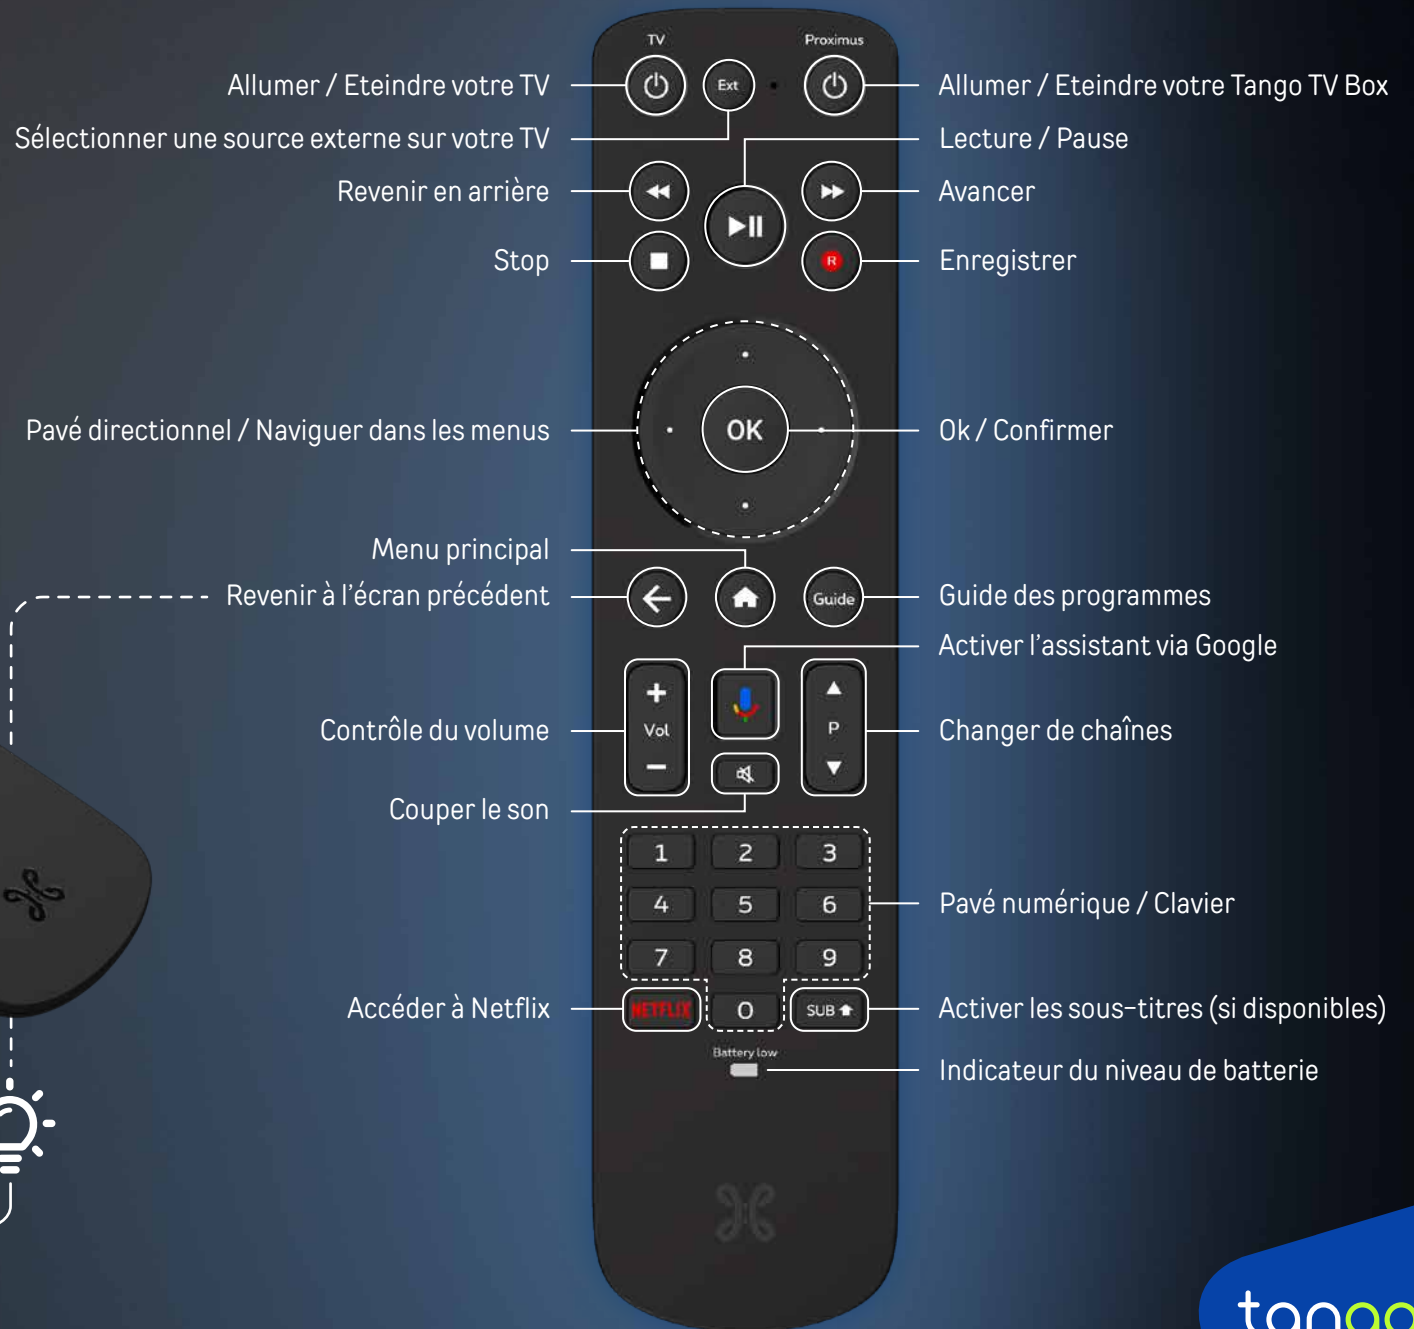 TV
Proximus
Allumer / Eteindre votre TV
Ext
Allumer / Eteindre votre Tango TV Box
Sélectionner une source externe sur votre TV
Lecture / Pause
Revenir en arrière
Avancer
Stop
R
Enregistrer
Pavé directionnel / Naviguer dans les menus
OK
Ok / Confirmer
Menu principal
Revenir à l'écran précédent
Guide
Guide des programmes
Activer l'assistant via Google
Contrôle du volume
Vol
P
Changer de chaînes
Couper le son
1 2 3
4 5 6
Pavé numérique / Clavier
7 8 9
Accéder à Netflix
NETFLIX
0
SUB
Activer les sous-titres (si disponibles)
Battery low
Indicateur du niveau de batterie
tango